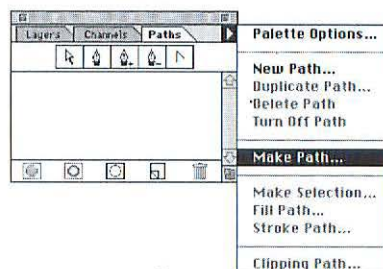 Layers Channels Paths
Palette Options...
New Path...
Duplicate Path...
Delete Path
Turn Off Path
Make Path...
Make Selection...
Fill Path...
Stroke Path...
Clipping Path...